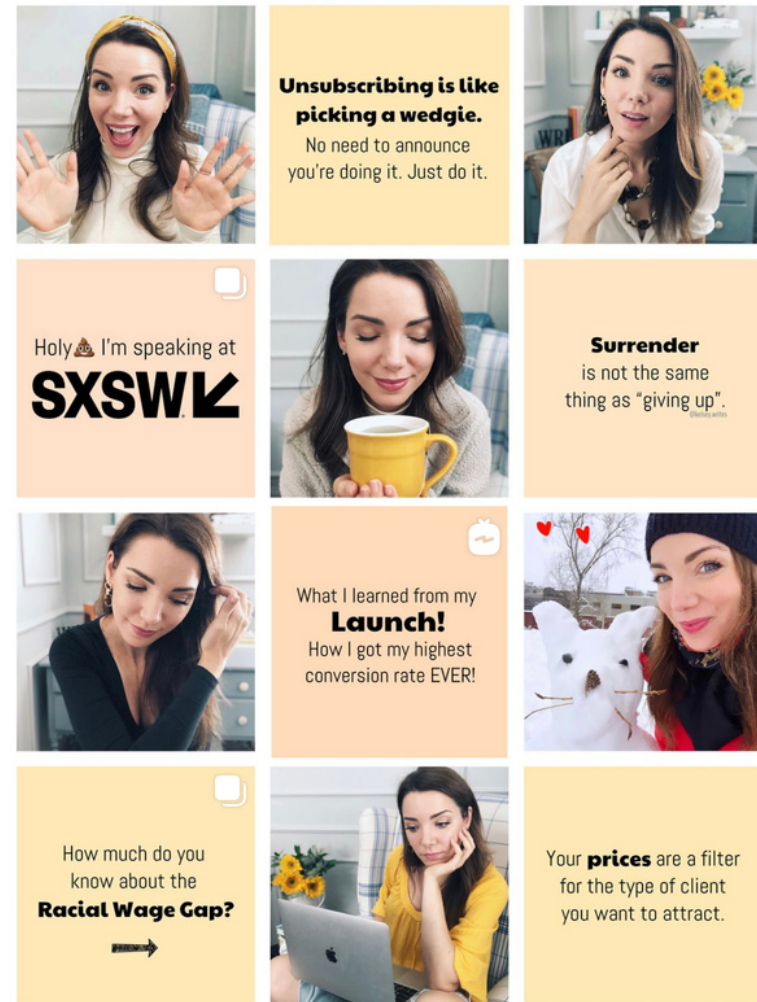 Unsubscribing is like
picking a wedgie.
No need to announce
you're doing it. Just do it.
WRI
Holy💩 I'm speaking at
SXSW
Surrender
is not the same
thing as “giving up”.
@kelsey.writes
What I learned from my
Launch!
How I got my highest
conversion rate EVER!
How much do you
know about the
Racial Wage Gap?
Your prices are a filter
for the type of client
you want to attract.